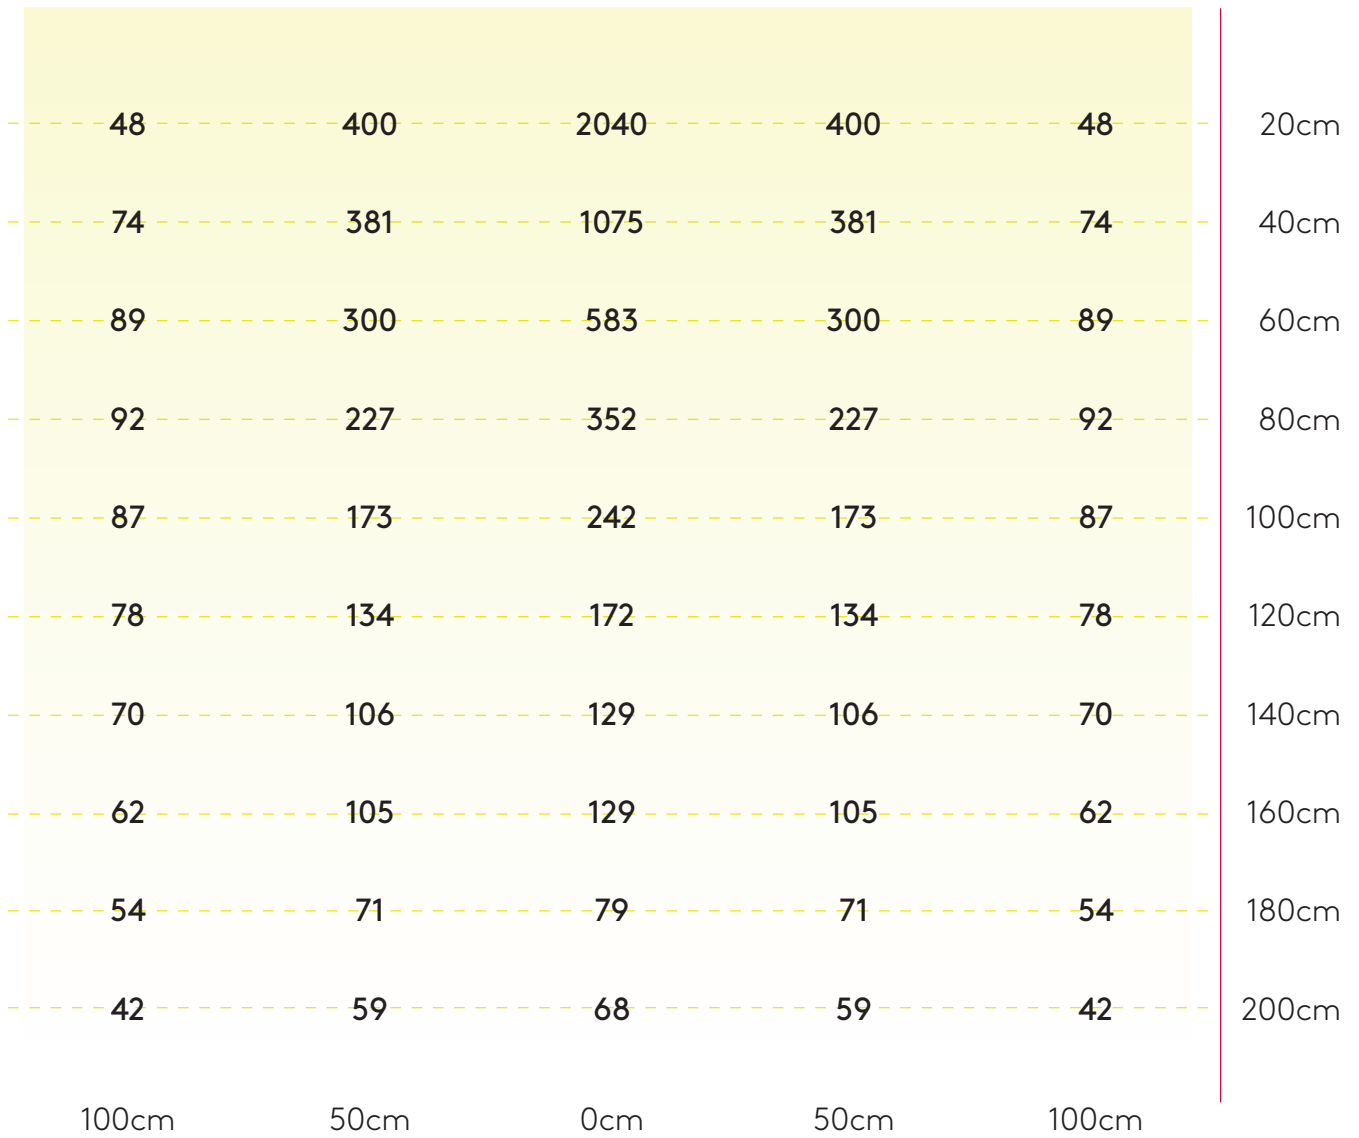 48 400 2040 400 48 20cm
74 381 1075 381 74 40cm
89 300 583 300 89 60cm
92 227 352 227 92 80cm
87 173 242 173 87 100cm
78 134 172 134 78 120cm
70 106 129 106 70 140cm
62 105 129 105 62 160cm
54 71 79 71 54 180cm
42 59 68 59 42 200cm
100cm 50cm 0cm 50cm 100cm